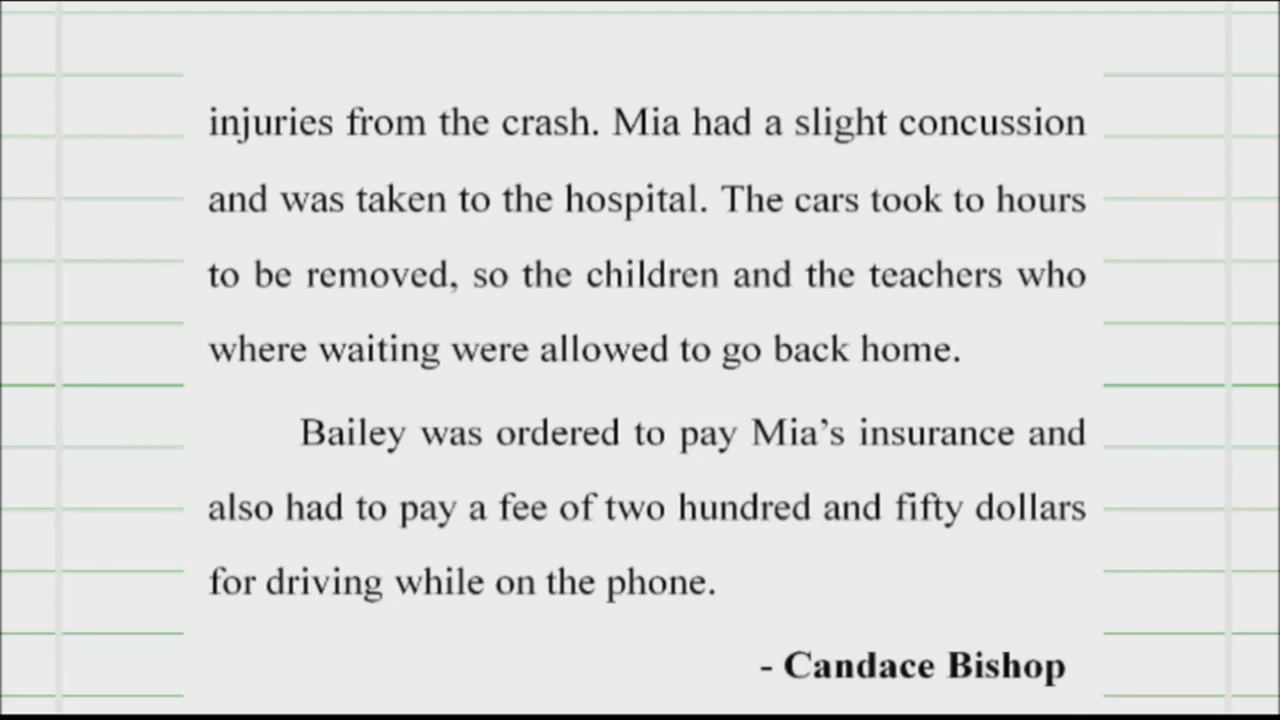 injuries from the crash. Mia had a slight concussion
and was taken to the hospital. The cars took to hours
to be removed, so the children and the teachers who
where waiting were allowed to go back home.
Bailey was ordered to pay Mia’s insurance and
also had to pay a fee of two hundred and fifty dollars
for driving while on the phone.
- Candace Bishop